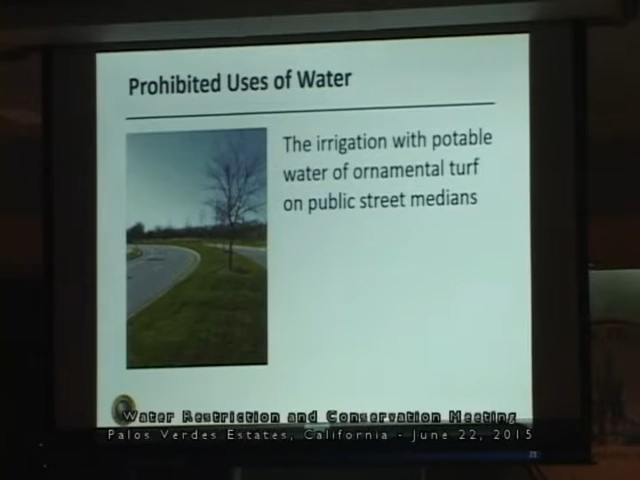 Prohibited Uses of Water
The irrigation with potable
water of ornamental turf
on public street medians
Water Restriction and Conservation Meeting
Palos Verdes Estates, California - June 22, 2015